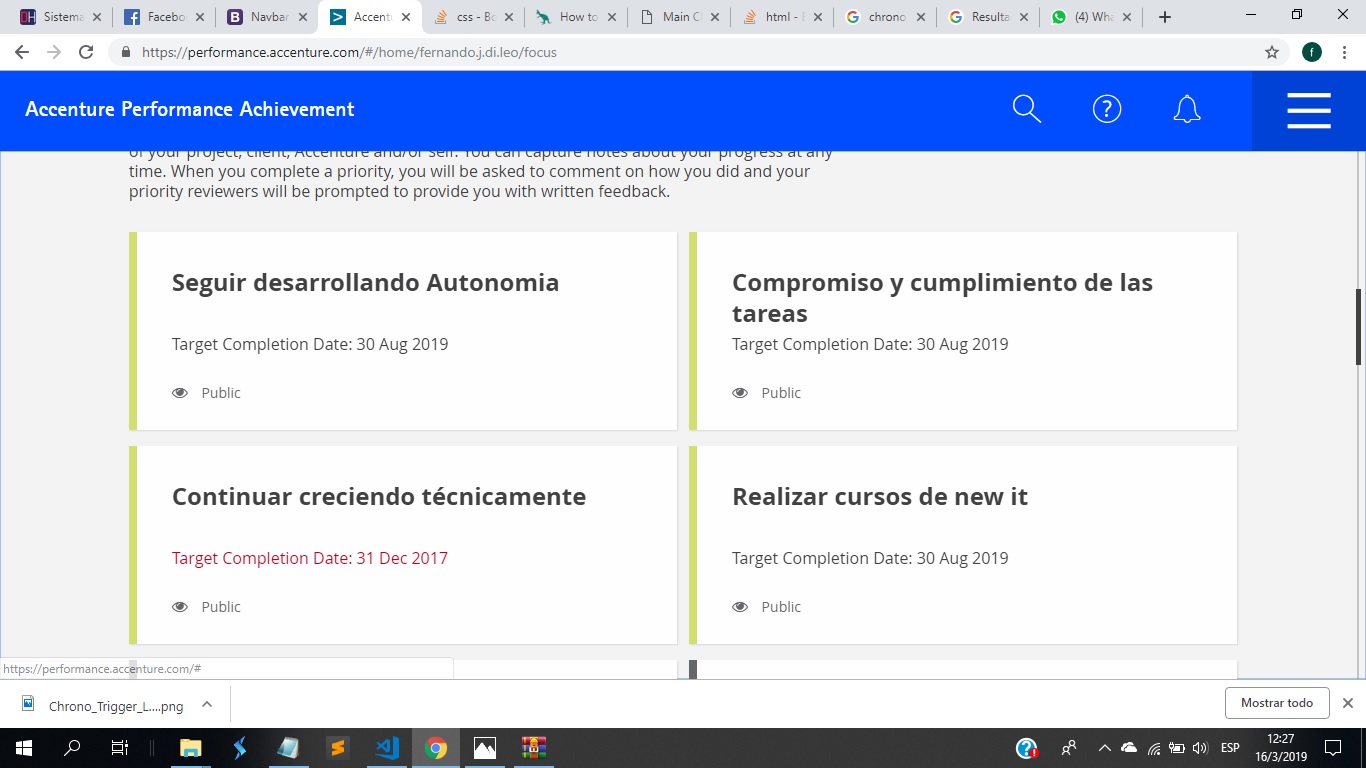 Sistema
Facebo
Navbar
Accent
css - Bo
How to
Main C
html - E
chrono
Resulta
(4) Wha
https://performance.accenture.com/#/home/fernando.j.di.leo/focus
f
Accenture Performance Achievement
of your project, client, Accenture and/or self. You can capture notes about your progress at any
time. When you complete a priority, you will be asked to comment on how you did and your
priority reviewers will be prompted to provide you with written feedback.
Seguir desarrollando Autonomia
Target Completion Date: 30 Aug 2019
Public
Compromiso y cumplimiento de las
tareas
Target Completion Date: 30 Aug 2019
Public
Continuar creciendo técnicamente
Target Completion Date: 31 Dec 2017
Public
Realizar cursos de new it
Target Completion Date: 30 Aug 2019
Public
https://performance.accenture.com/#
Chrono_Trigger_L....png
Mostrar todo
ESP
12:27
16/3/2019